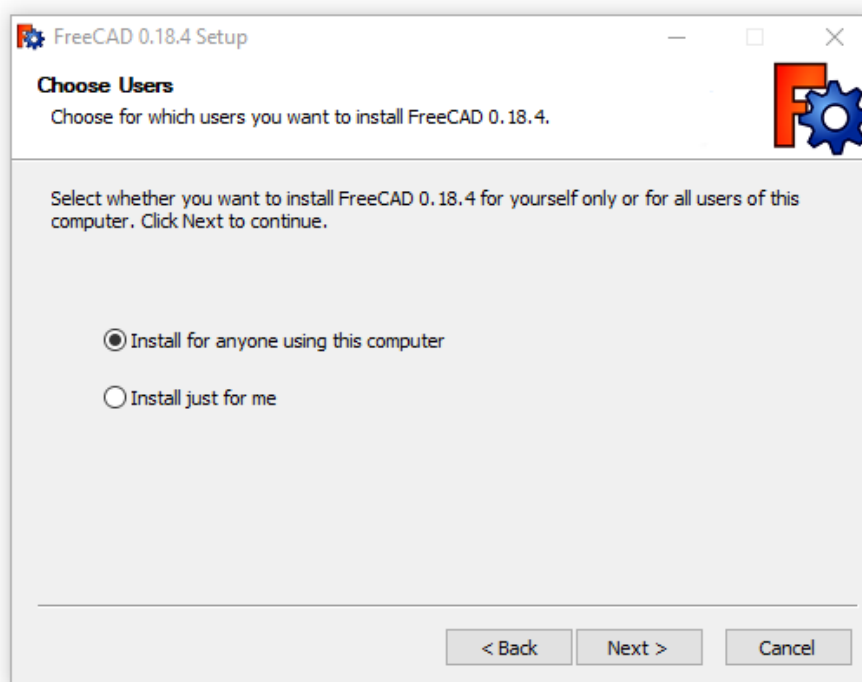 FreeCAD 0.18.4 Setup
Choose Users
Choose for which users you want to install FreeCAD 0.18.4.
Select whether you want to install FreeCAD 0.18.4 for yourself only or for all users of this
computer. Click Next to continue.
Install for anyone using this computer
Install just for me
< Back Next > Cancel